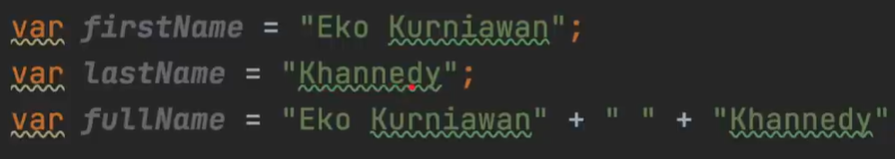 var firstName = "Eko Kurniawan";
var lastName = "Khannedy";
var fullName = "Eko Kurniawan" + " " + "Khannedy"